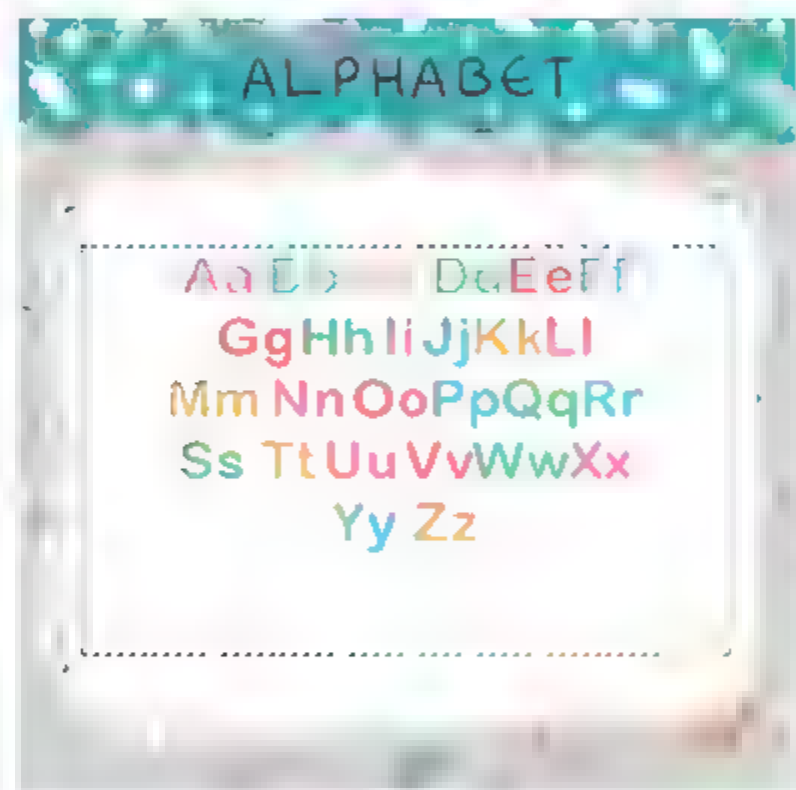 ALPHABET
Aa Dd Ee Ff
Gg Hh Ii Jj Kk Ll
Mm Nn Oo Pp Qq Rr
Ss Tt Uu Vv Ww Xx
Yy Zz